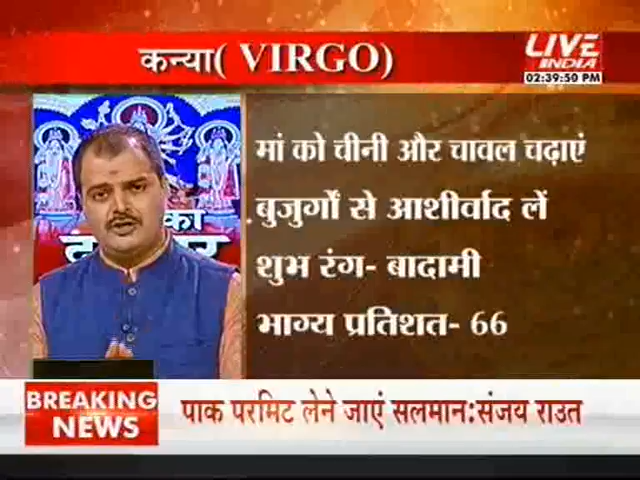 कन्या( VIRGO)
LIVE
INDIA
02:39:50 PM
मां को चीनी और चावल चढ़ाएं
बुजुर्गों से आशीर्वाद लें
शुभ रंग- बादामी
भाग्य प्रतिशत- 66
का
BREAKING
NEWS
पाक परमिट लेने जाएं सलमान:संजय राउत